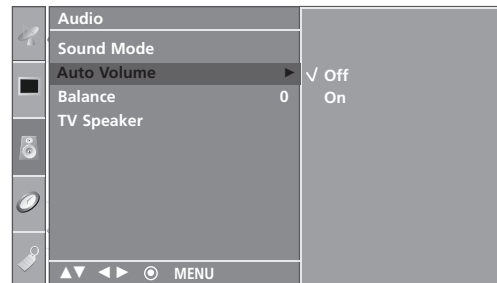 Audio
Sound Mode
Auto Volume ► √ Off
Balance 0 On
TV Speaker
▲▼ ◄► ⦿ MENU